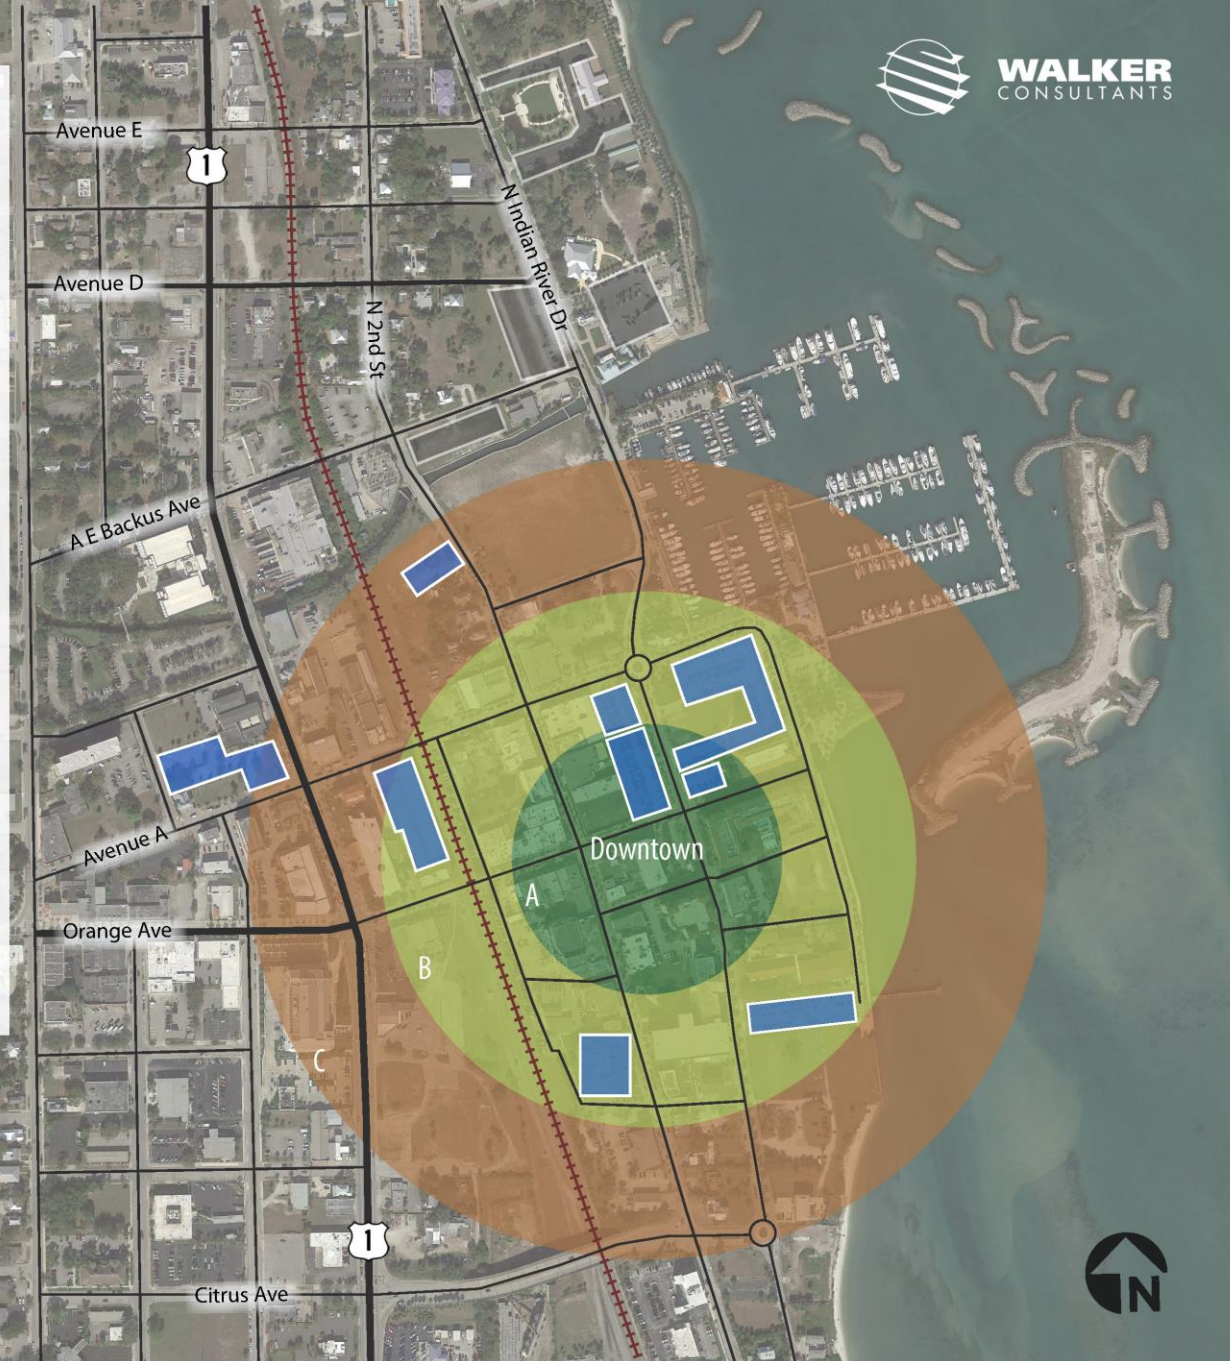 WALKER
CONSULTANTS
Avenue E
1
N Indian River Dr
Avenue D
N 2nd St
A E Backus Ave
Avenue A
Downtown
A
Orange Ave
B
C
1
Citrus Ave
N